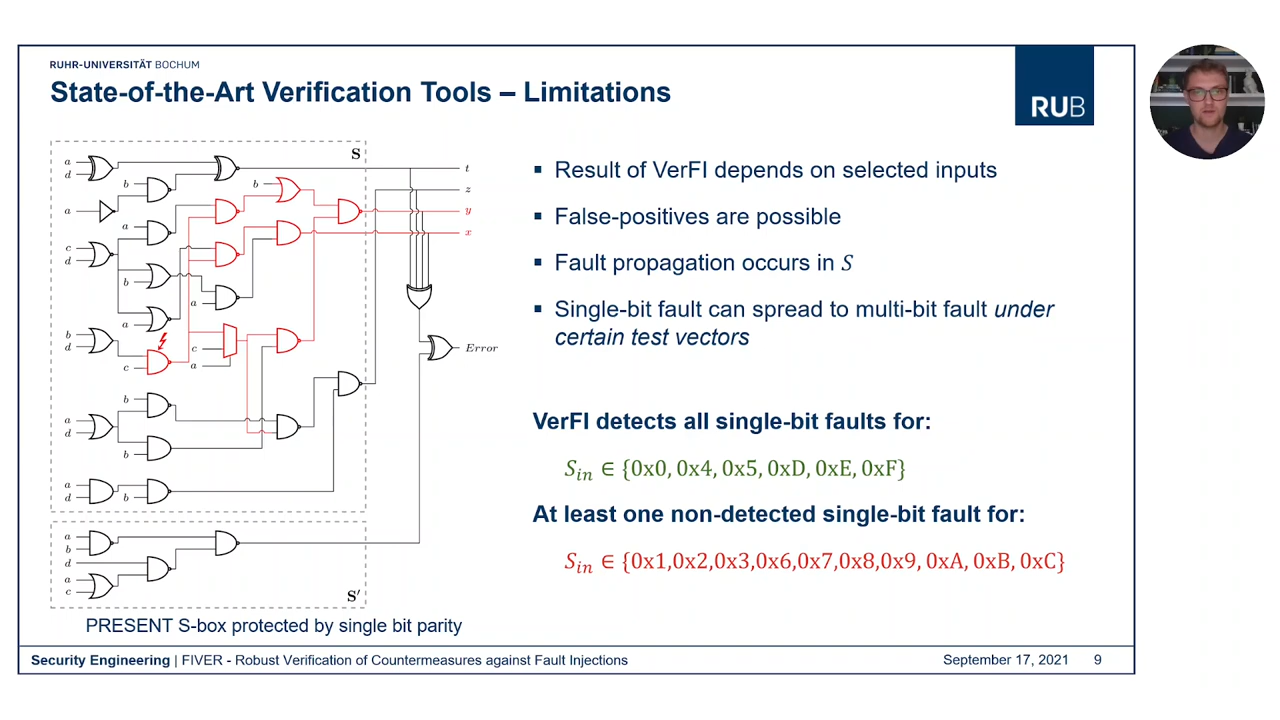 RUHR-UNIVERSITÄT BOCHUM
State-of-the-Art Verification Tools – Limitations
RUB
S
a
d
b
t
z
b
a
y
a
x
c
d
b
a
a
b
d
c
c
a
Error
b
a
d
b
a
d
b
a
b
d
a
c
S′
PRESENT S-box protected by single bit parity
▪ Result of VerFI depends on selected inputs
▪ False-positives are possible
▪ Fault propagation occurs in S
▪ Single-bit fault can spread to multi-bit fault under
certain test vectors
VerFI detects all single-bit faults for:
S_in ∈ {0x0, 0x4, 0x5, 0xD, 0xE, 0xF}
At least one non-detected single-bit fault for:
S_in ∈ {0x1,0x2,0x3,0x6,0x7,0x8,0x9, 0xA, 0xB, 0xC}
Security Engineering | FIVER - Robust Verification of Countermeasures against Fault Injections
September 17, 2021 9